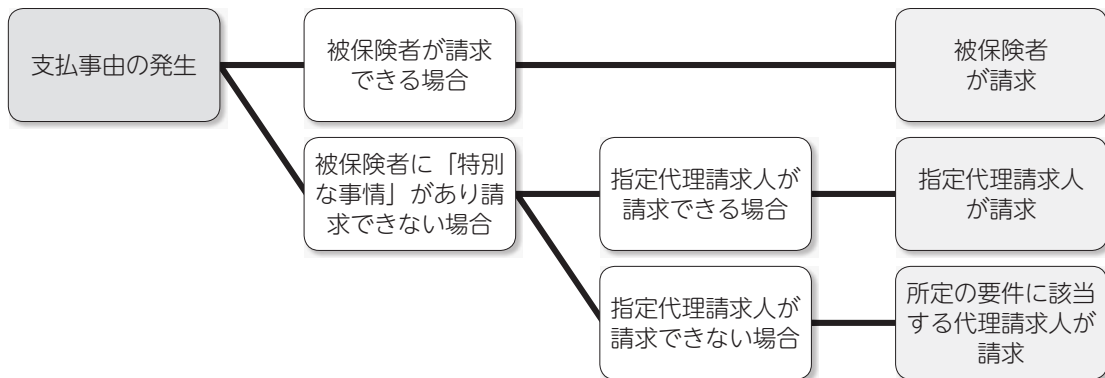 支払事由の発生
被保険者が請求
できる場合
被保険者
が請求
被保険者に「特別
な事情」があり請
求できない場合
指定代理請求人が
請求できる場合
指定代理請求人
が請求
指定代理請求人が
請求できない場合
所定の要件に該当
する代理請求人が
請求